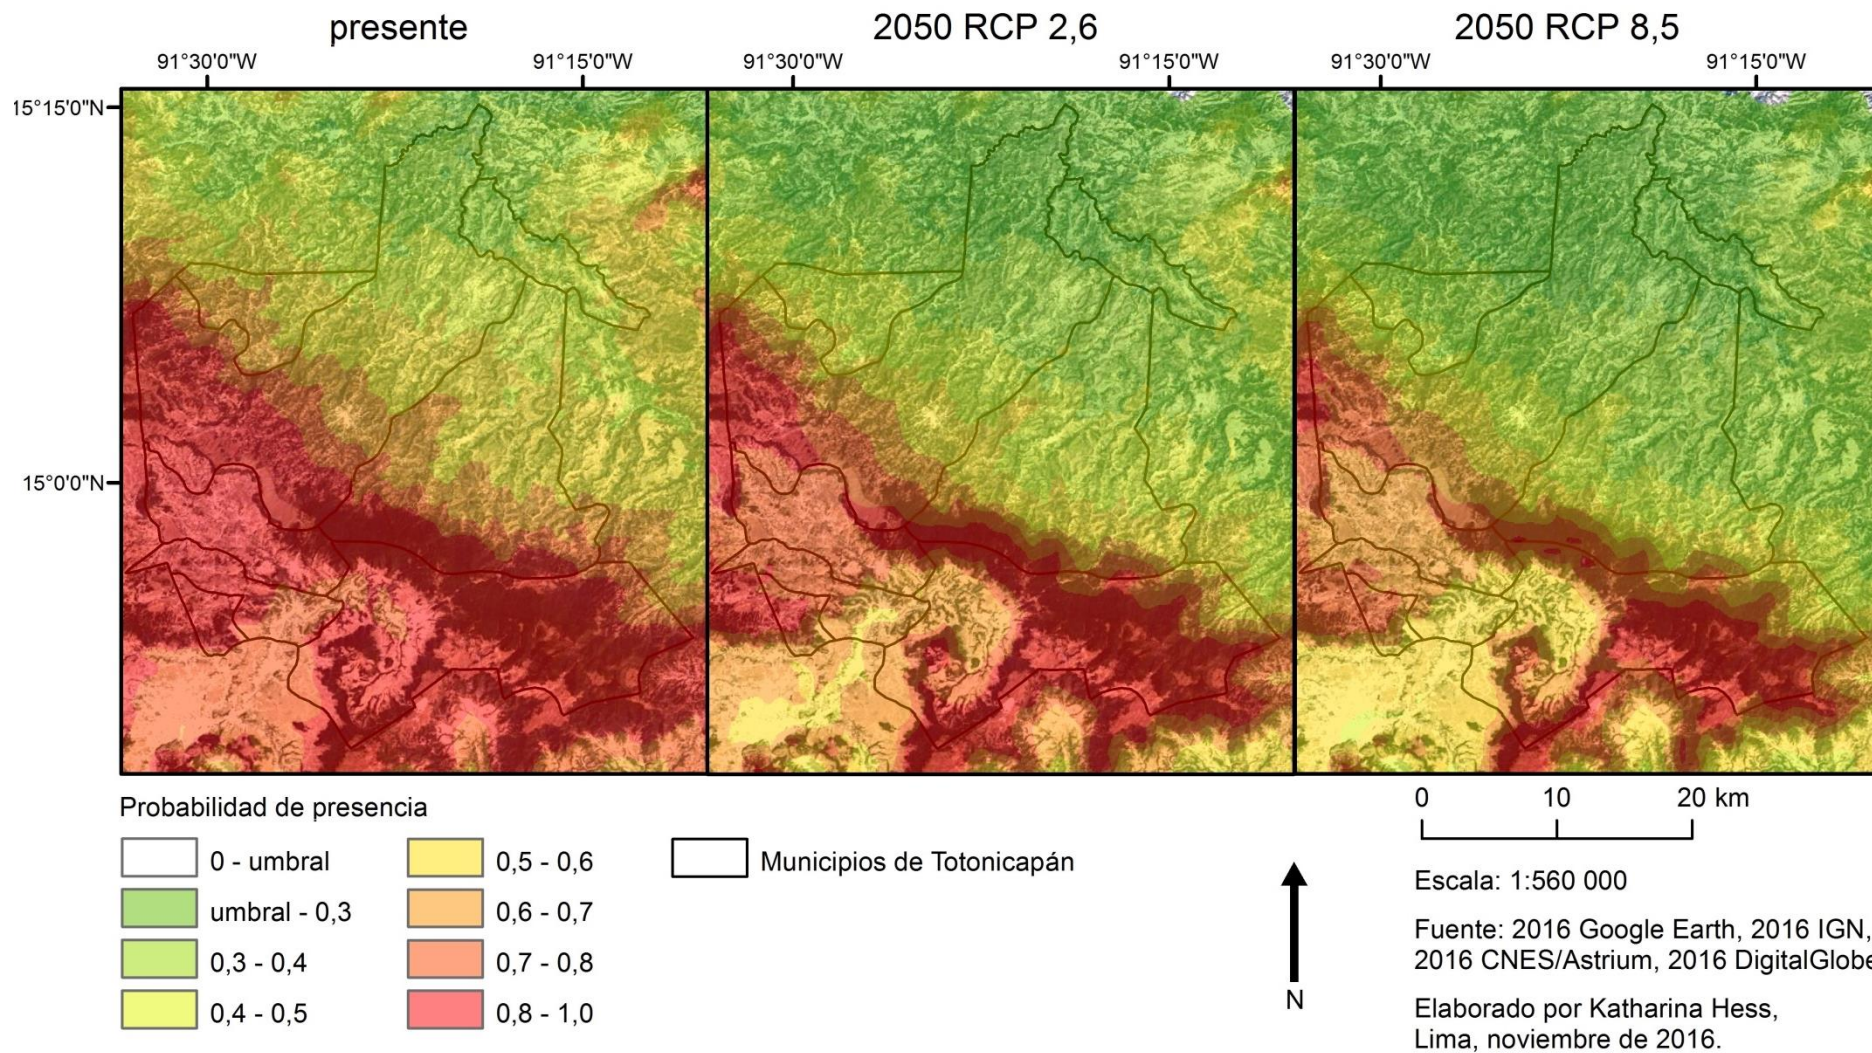 presente
2050 RCP 2,6
2050 RCP 8,5
91°30'0"W
91°15'0"W
91°30'0"W
91°15'0"W
91°30'0"W
91°15'0"W
15°15'0"N
15°0'0"N
Probabilidad de presencia
0 - umbral
umbral - 0,3
0,3 - 0,4
0,4 - 0,5
0,5 - 0,6
0,6 - 0,7
0,7 - 0,8
0,8 - 1,0
Municipios de Totonicapán
N
0 10 20 km
Escala: 1:560 000
Fuente: 2016 Google Earth, 2016 IGN,
2016 CNES/Astrium, 2016 DigitalGlobe
Elaborado por Katharina Hess,
Lima, noviembre de 2016.